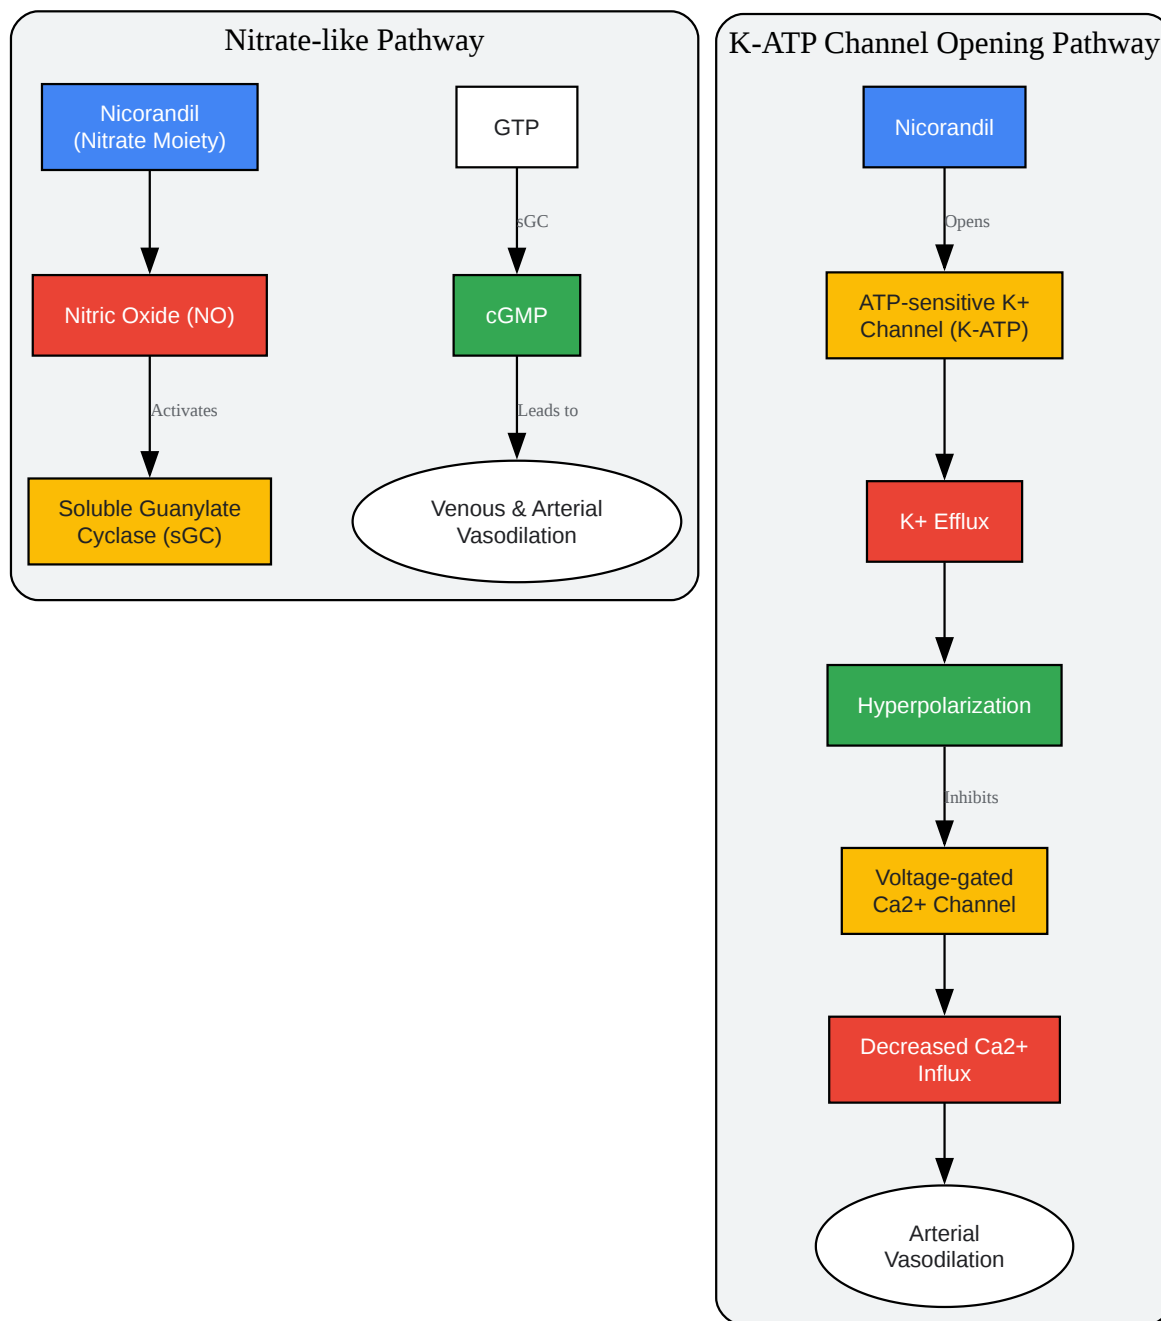 Nitrate-like Pathway
Nicorandil
(Nitrate Moiety)
Nitric Oxide (NO)
Activates
Soluble Guanylate
Cyclase (sGC)
GTP
sGC
cGMP
Leads to
Venous & Arterial
Vasodilation
K-ATP Channel Opening Pathway
Nicorandil
Opens
ATP-sensitive K+
Channel (K-ATP)
K+ Efflux
Hyperpolarization
Inhibits
Voltage-gated
Ca2+ Channel
Decreased Ca2+
Influx
Arterial
Vasodilation